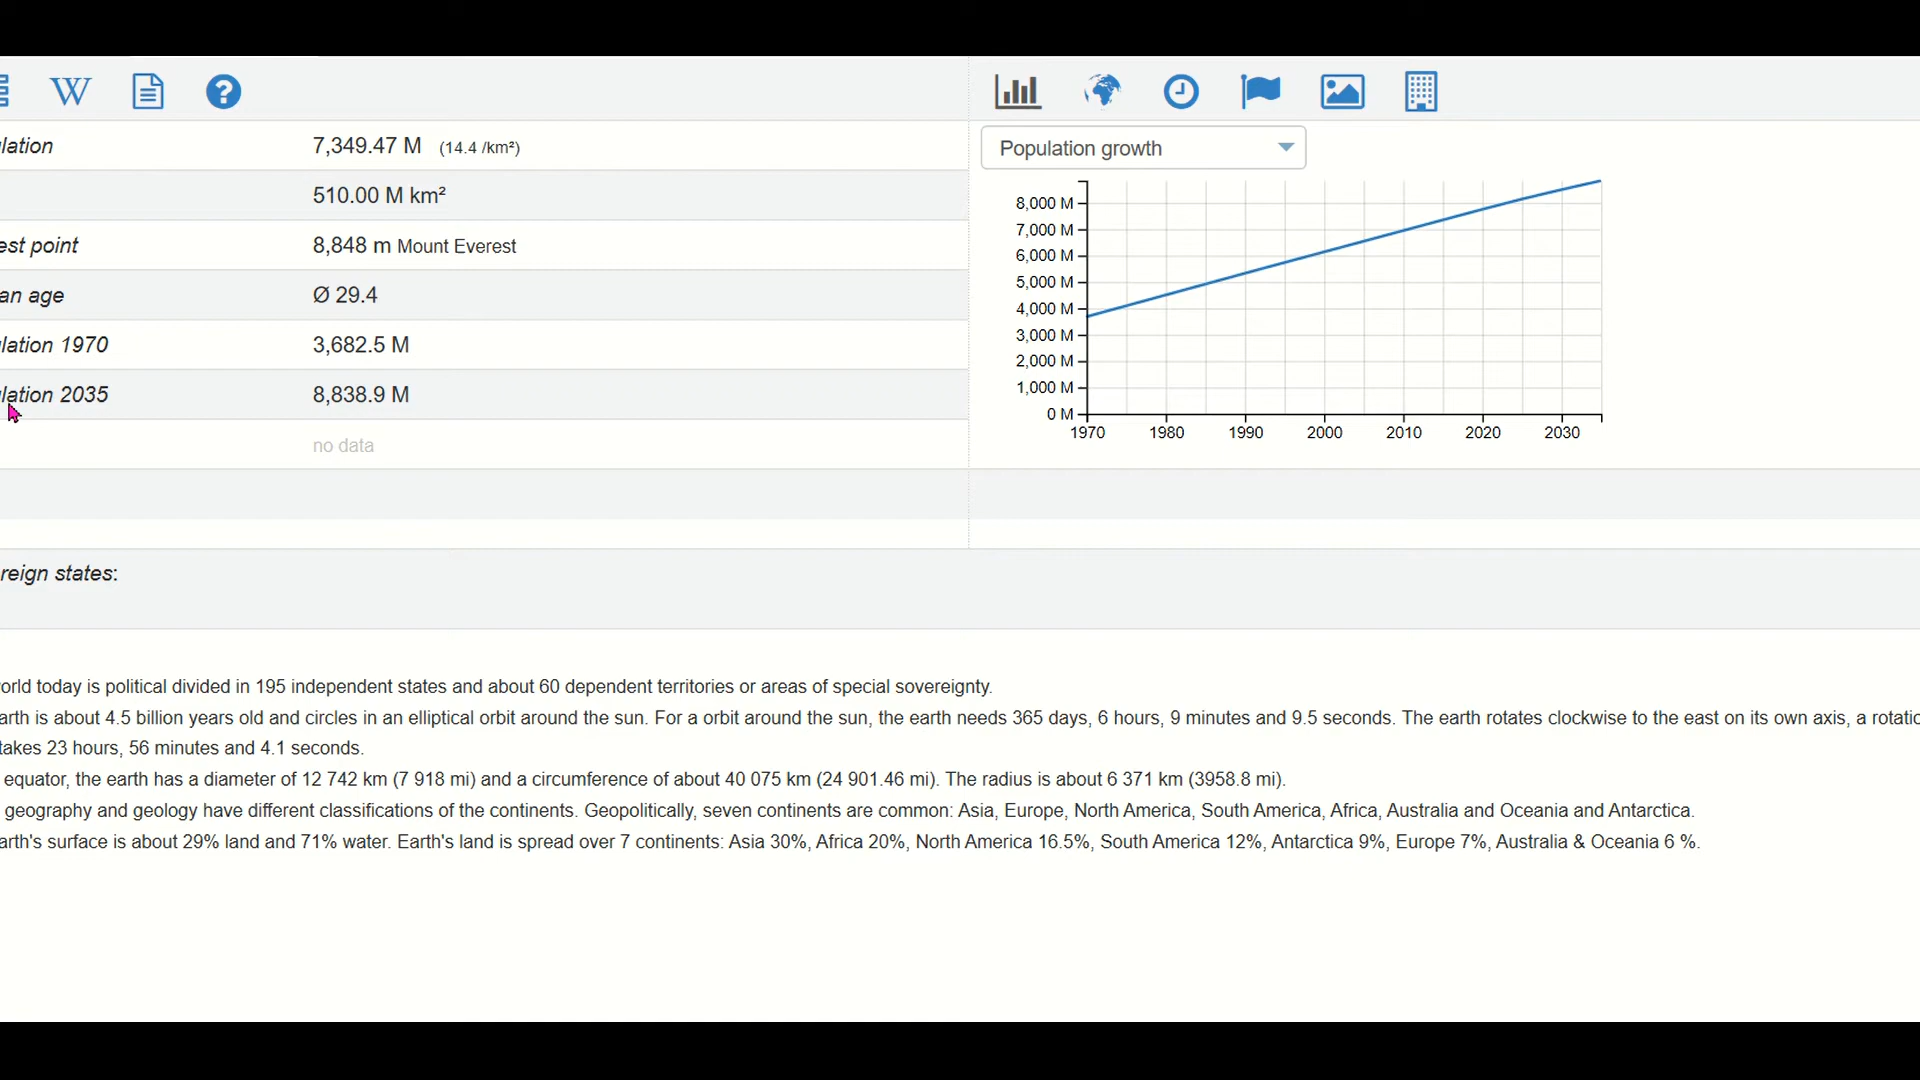 W ?
lation 7,349.47 M (14.4 /km²)
510.00 M km²
est point 8,848 m Mount Everest
an age Ø 29.4
lation 1970 3,682.5 M
lation 2035 8,838.9 M
no data
Population growth
8,000 M
7,000 M
6,000 M
5,000 M
4,000 M
3,000 M
2,000 M
1,000 M
0 M
1970 1980 1990 2000 2010 2020 2030
reign states:
orld today is political divided in 195 independent states and about 60 dependent territories or areas of special sovereignty.
arth is about 4.5 billion years old and circles in an elliptical orbit around the sun. For a orbit around the sun, the earth needs 365 days, 6 hours, 9 minutes and 9.5 seconds. The earth rotates clockwise to the east on its own axis, a rotatio
takes 23 hours, 56 minutes and 4.1 seconds.
equator, the earth has a diameter of 12 742 km (7 918 mi) and a circumference of about 40 075 km (24 901.46 mi). The radius is about 6 371 km (3958.8 mi).
geography and geology have different classifications of the continents. Geopolitically, seven continents are common: Asia, Europe, North America, South America, Africa, Australia and Oceania and Antarctica.
arth's surface is about 29% land and 71% water. Earth's land is spread over 7 continents: Asia 30%, Africa 20%, North America 16.5%, South America 12%, Antarctica 9%, Europe 7%, Australia & Oceania 6 %.